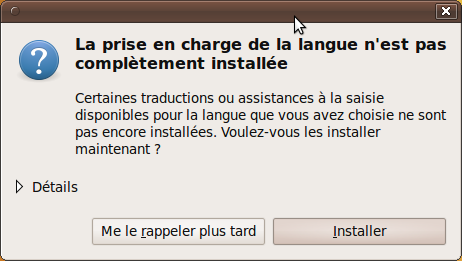 La prise en charge de la langue n'est pas
complètement installée
Certaines traductions ou assistances à la saisie
disponibles pour la langue que vous avez choisie ne sont
pas encore installées. Voulez-vous les installer
maintenant ?
Détails
Me le rappeler plus tard
Installer